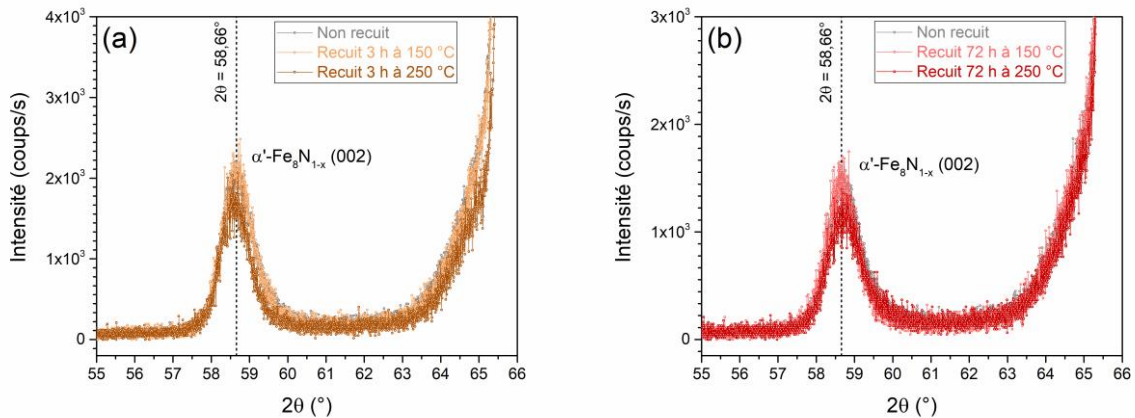 (a)
Non recuit
Recuit 3 h à 150 °C
Recuit 3 h à 250 °C
2θ = 58,66°
α'-Fe8N1-x (002)
Intensité (coups/s)
4x10³
3x10³
2x10³
1x10³
0
55 56 57 58 59 60 61 62 63 64 65 66
2θ (°)
(b)
Non recuit
Recuit 72 h à 150 °C
Recuit 72 h à 250 °C
2θ = 58,66°
α'-Fe8N1-x (002)
Intensité (coups/s)
3x10³
2x10³
1x10³
0
55 56 57 58 59 60 61 62 63 64 65 66
2θ (°)